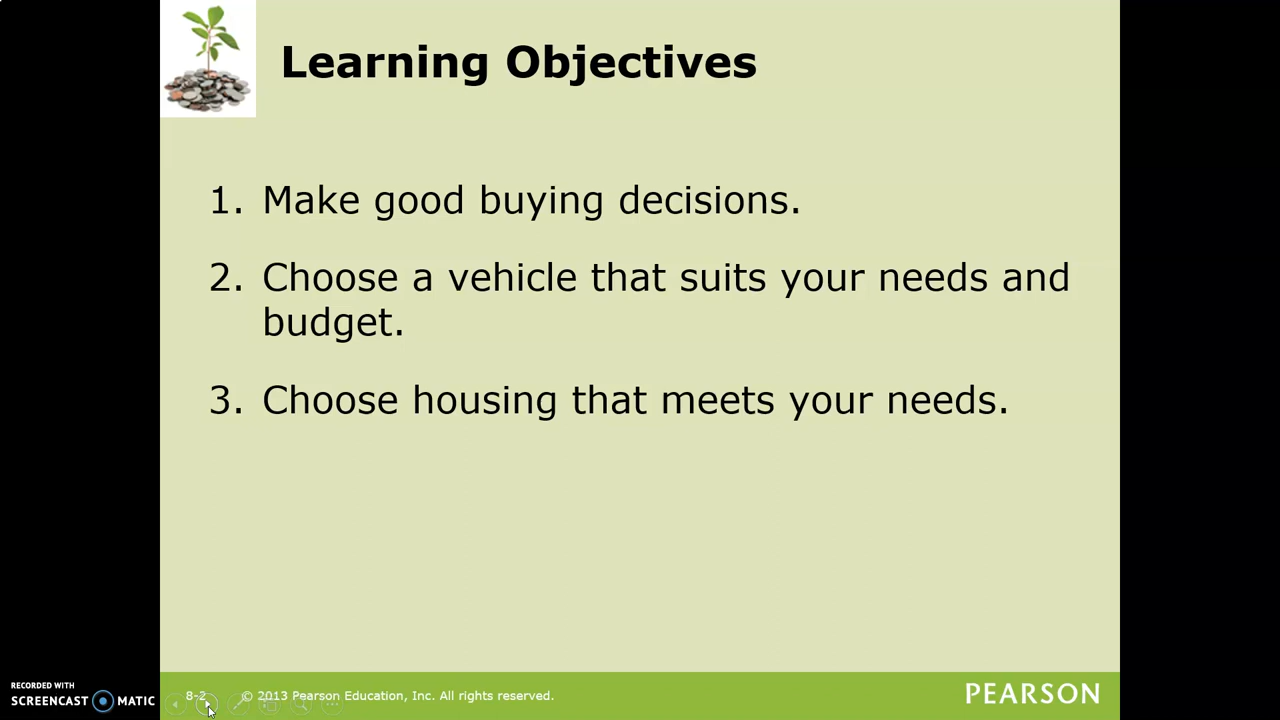 Learning Objectives
1. Make good buying decisions.
2. Choose a vehicle that suits your needs and
budget.
3. Choose housing that meets your needs.
RECORDED WITH
SCREENCAST MATIC
8-2 © 2013 Pearson Education, Inc. All rights reserved.
PEARSON